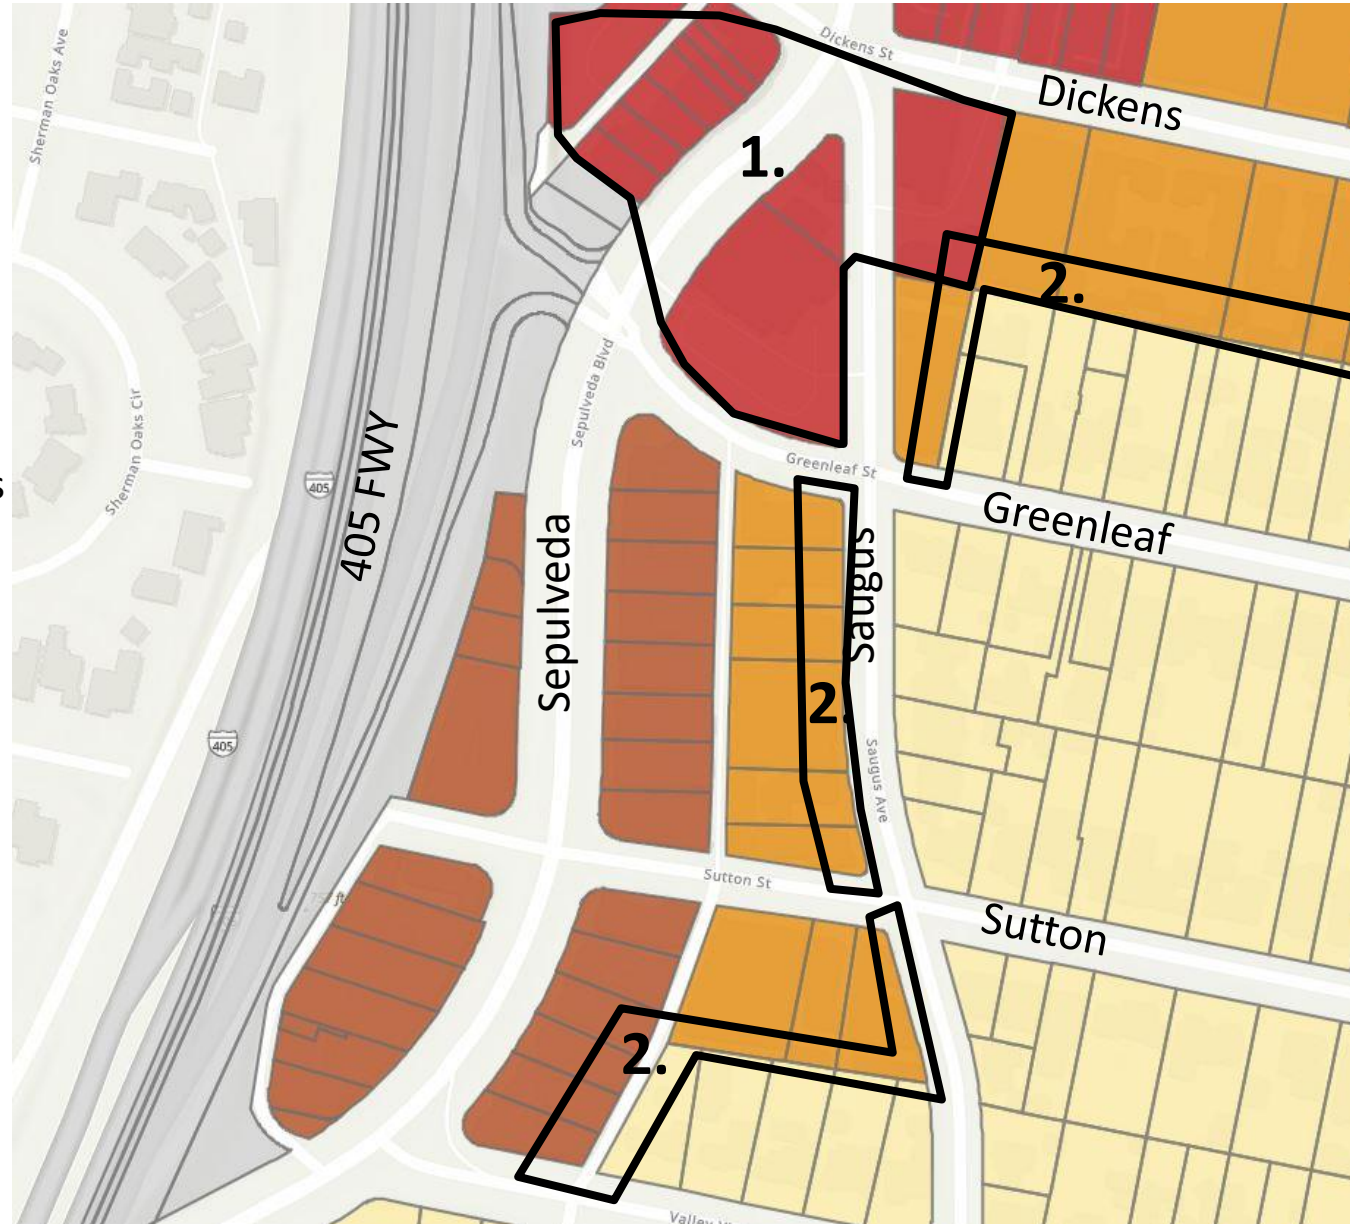 Dickens St
Dickens
Sherman Oaks Ave
1.
2.
Sepulveda Blvd
Sherman Oaks Cir
405 FWY
405
Greenleaf St
Greenleaf
Sepulveda
Saugus
2.
405
Saugus Ave
Sutton St
Sutton
2.